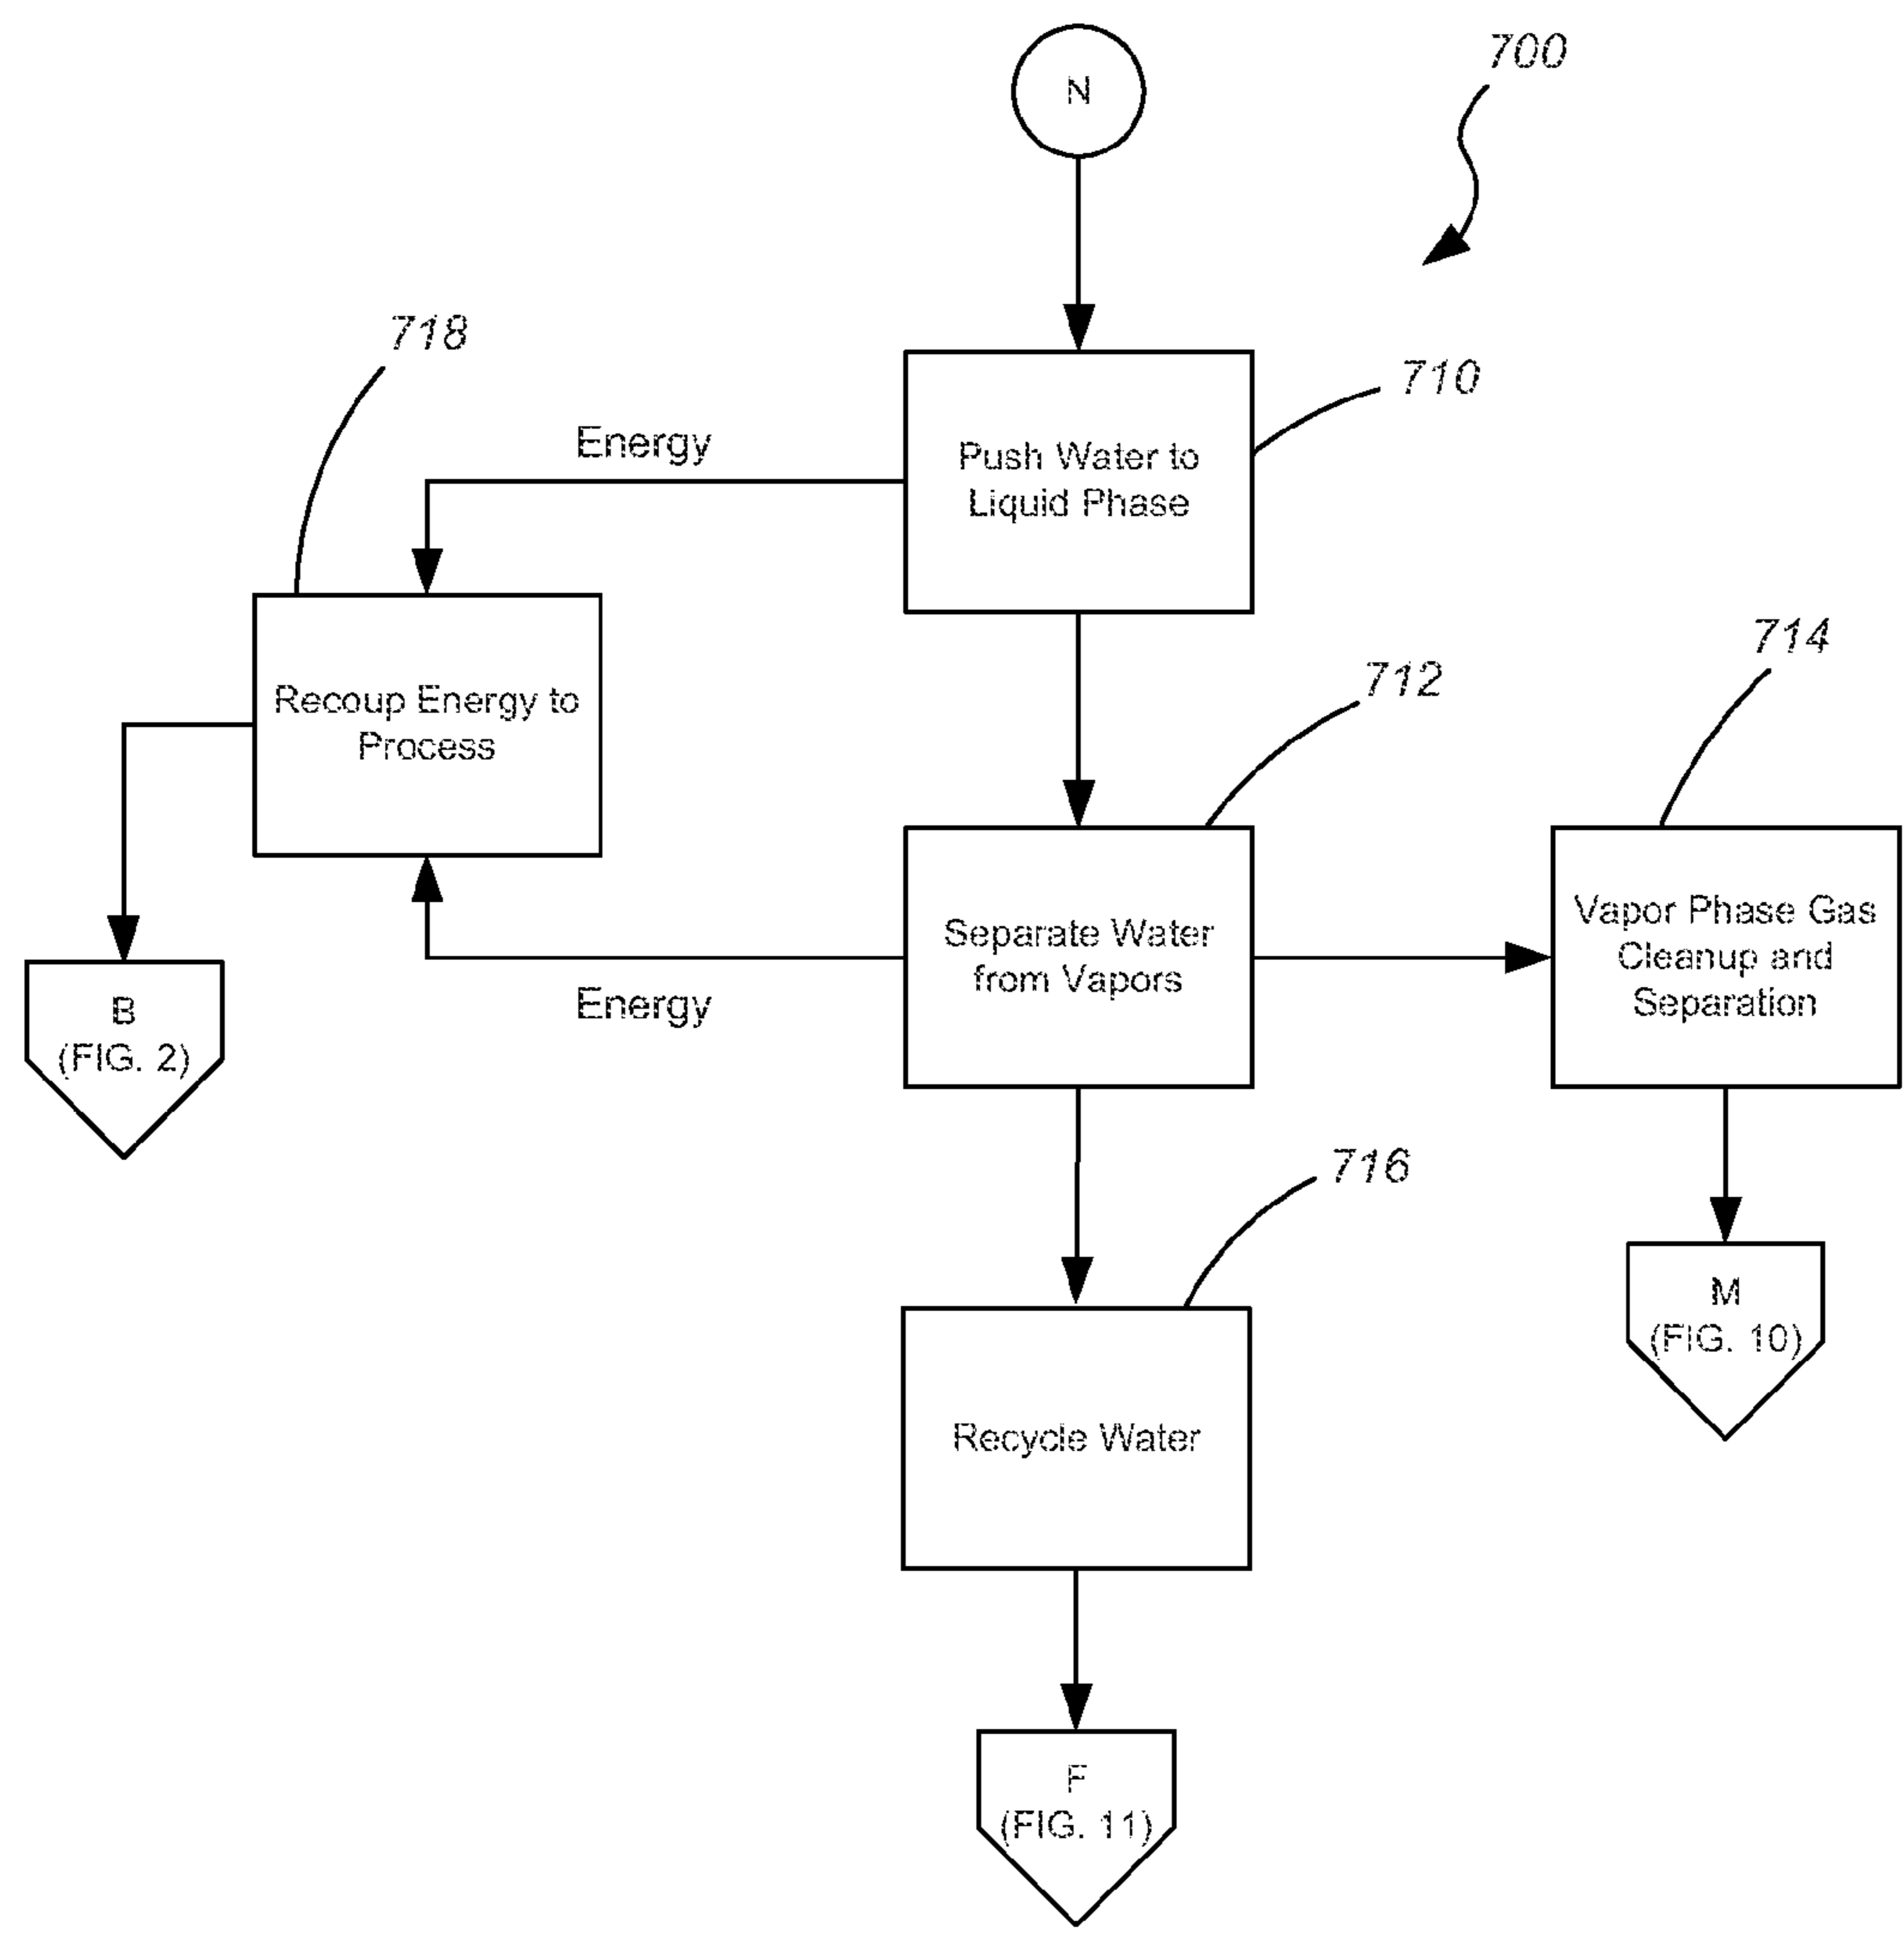 N
700
718
710
Energy
Push Water to
Liquid Phase
714
712
Recoup Energy to
Process
Separate Water
from Vapors
Vapor Phase Gas
Cleanup and
Separation
Energy
B
(FIG. 2)
716
M
(FIG. 10)
Recycle Water
F
(FIG. 11)